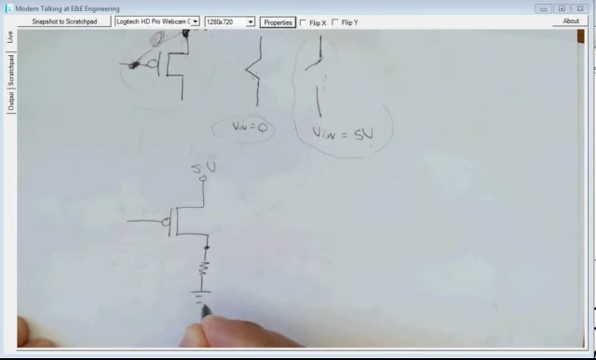 Modern Talking at E&E Engineering
Snapshot to Scratchpad
Logitech HD Pro Webcam C
1280x720
Properties
Flip X
Flip Y
About
Live
Scratchpad
Output
Vin = 0
Vin = 5V
5V